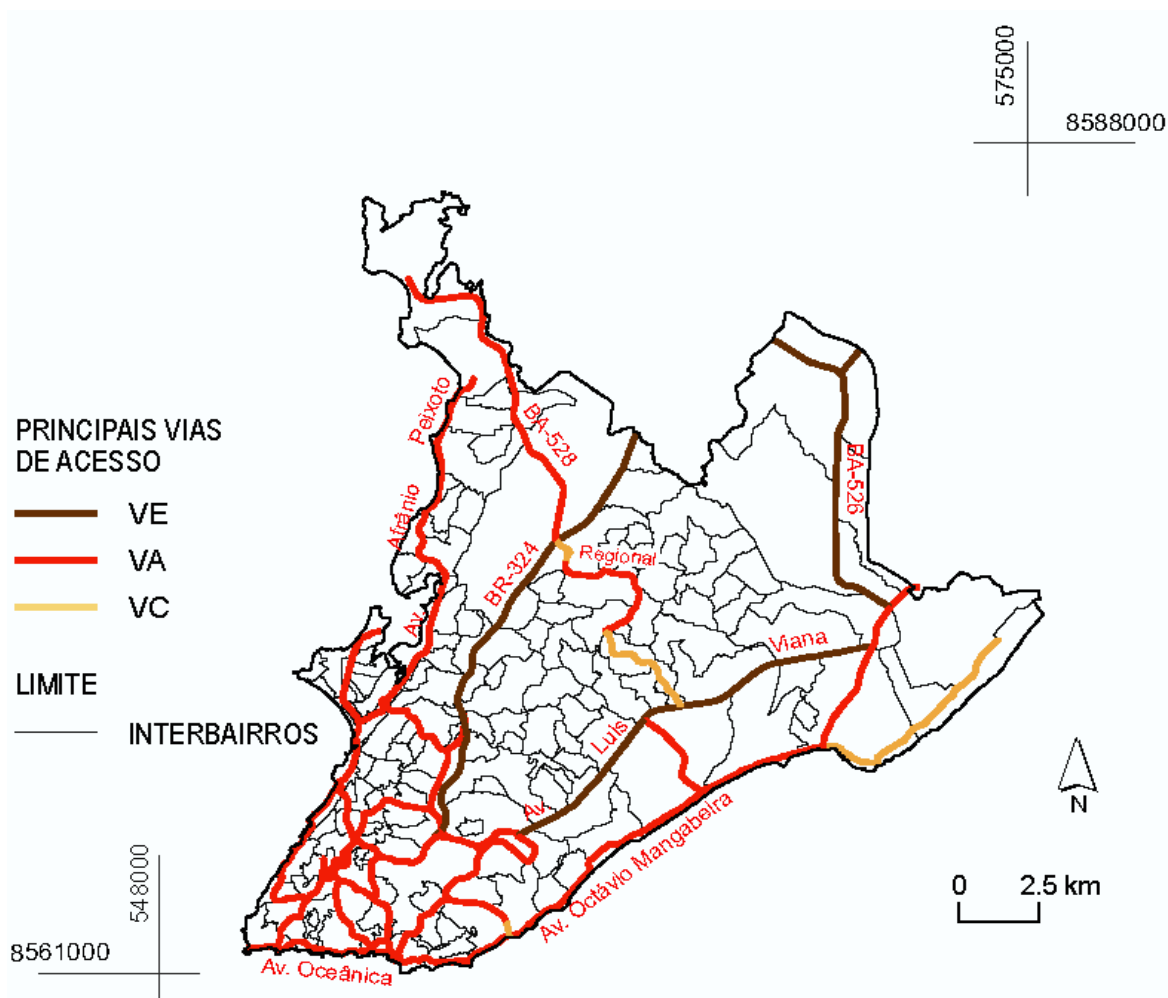 575000
8588000
Peixoto
BA-528
PRINCIPAIS VIAS
DE ACESSO
VE
VA
VC
LIMITE
INTERBAIRROS
BA-526
Afrânio
BR-324
Regional
Av.
Viana
Luis
Av.
N
Av. Octávio Mangabeira
0 2.5 km
548000
8561000
Av. Oceânica